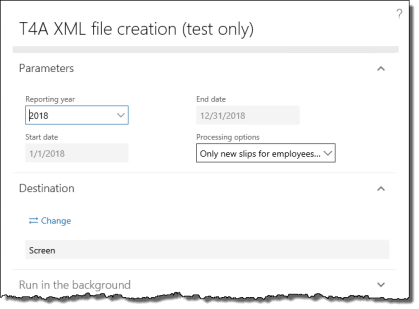 ?
T4A XML file creation (test only)
Parameters
Reporting year
End date
2018
12/31/2018
Start date
Processing options
1/1/2018
Only new slips for employees...
Destination
Change
Screen
Run in the background